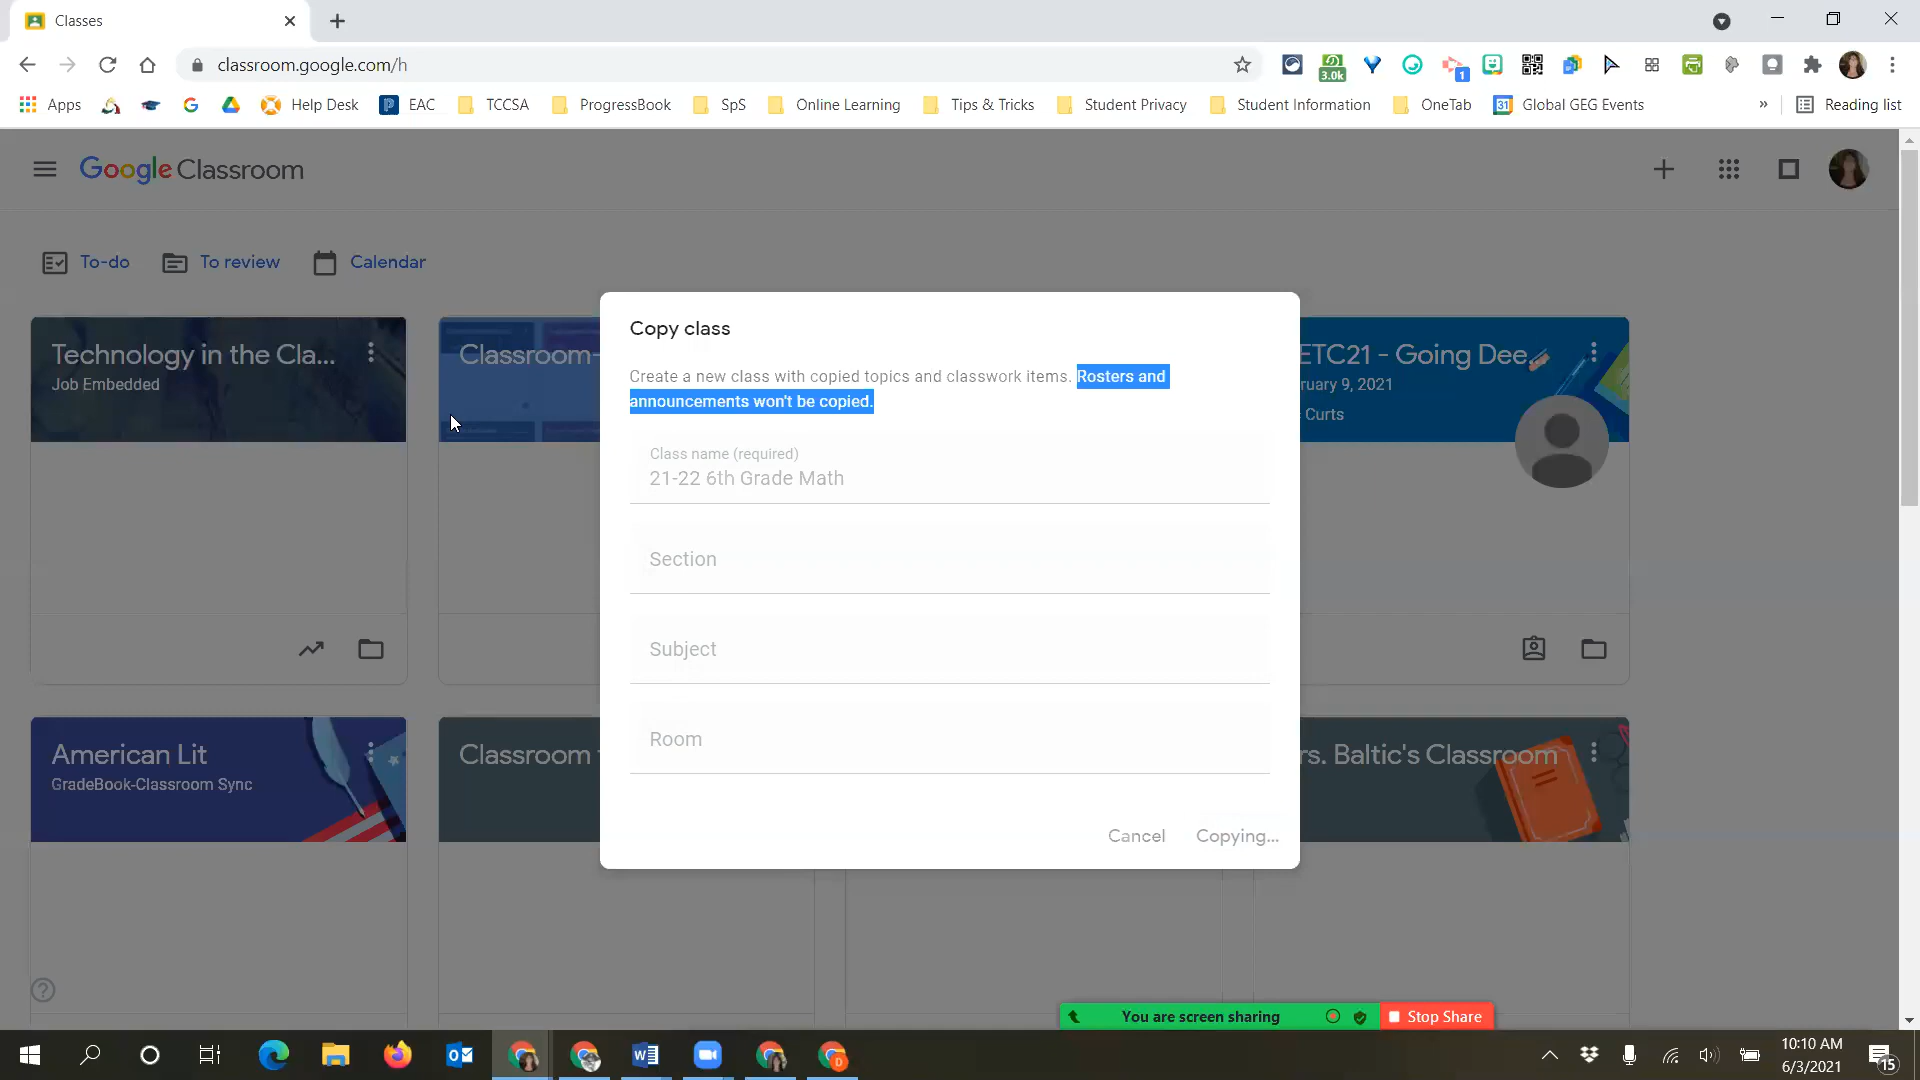 Classes
classroom.google.com/h
3.0k
1
Apps
Help Desk
EAC
TCCSA
ProgressBook
SpS
Online Learning
Tips & Tricks
Student Privacy
Student Information
OneTab
31
Global GEG Events
»
Reading list
Google Classroom
To-do
To review
Calendar
Technology in the Cla...
Job Embedded
Classroom-
ETC21 - Going Dee...
ruary 9, 2021
Curts
Copy class
Create a new class with copied topics and classwork items. Rosters and
announcements won't be copied.
Class name (required)
21-22 6th Grade Math
Section
Subject
Room
Cancel
Copying...
American Lit
GradeBook-Classroom Sync
Classroom
rs. Baltic's Classroom
You are screen sharing
Stop Share
10:10 AM
6/3/2021
15